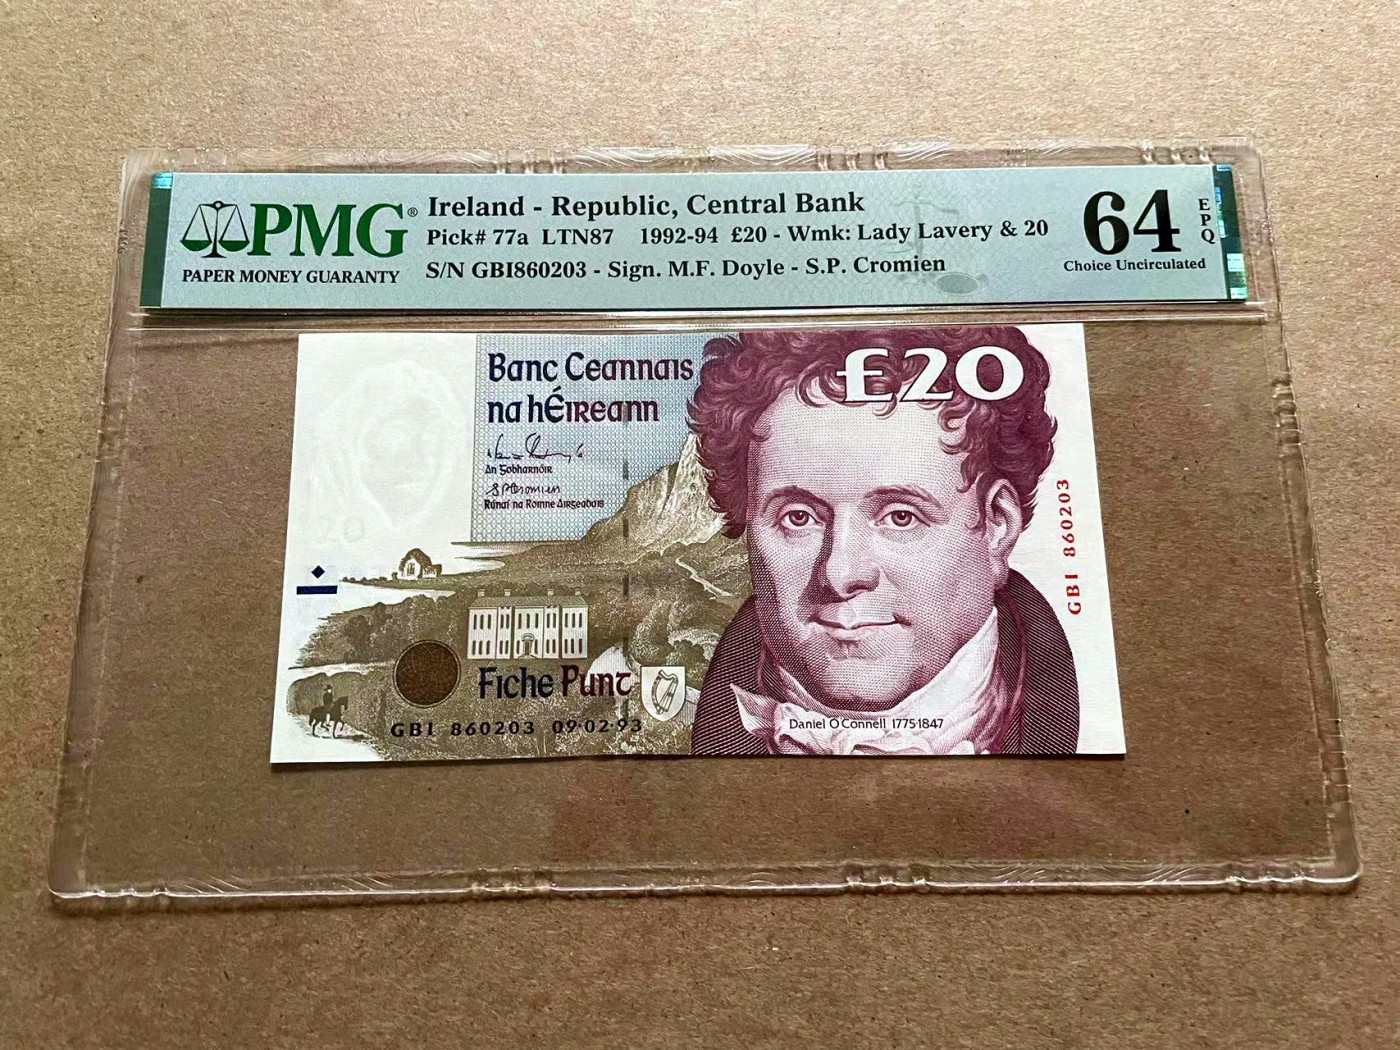 PMG®
PAPER MONEY GUARANTY
Ireland - Republic, Central Bank
Pick# 77a LTN87 1992-94 £20 - Wmk: Lady Lavery & 20
S/N GBI860203 - Sign. M.F. Doyle - S.P. Cromien
64
EPQ
Choice Uncirculated
Banc Ceannais
na hÉireann
An Gobharnóir
S P Cromien
Rúnaí na Roinne Airgeadais
£20
20
Fiche Punt
GBI 860203 09·02·93
Daniel O'Connell 1775-1847
GBI 860203